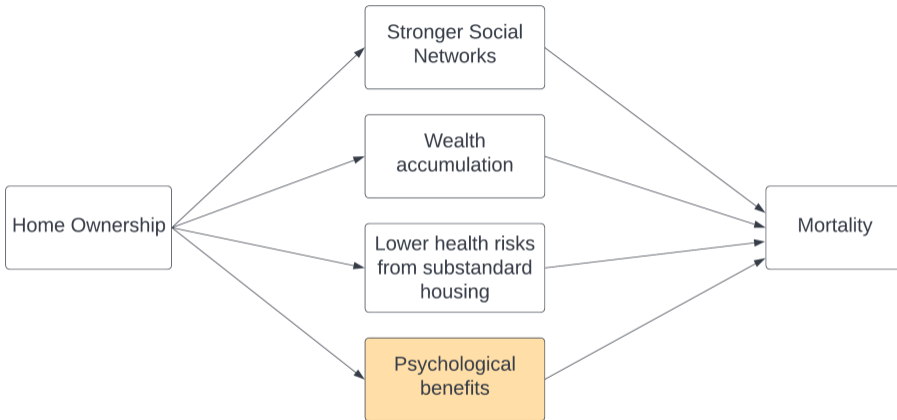 Stronger Social
Networks
Wealth
accumulation
Home Ownership
Lower health risks
from substandard
housing
Psychological
benefits
Mortality